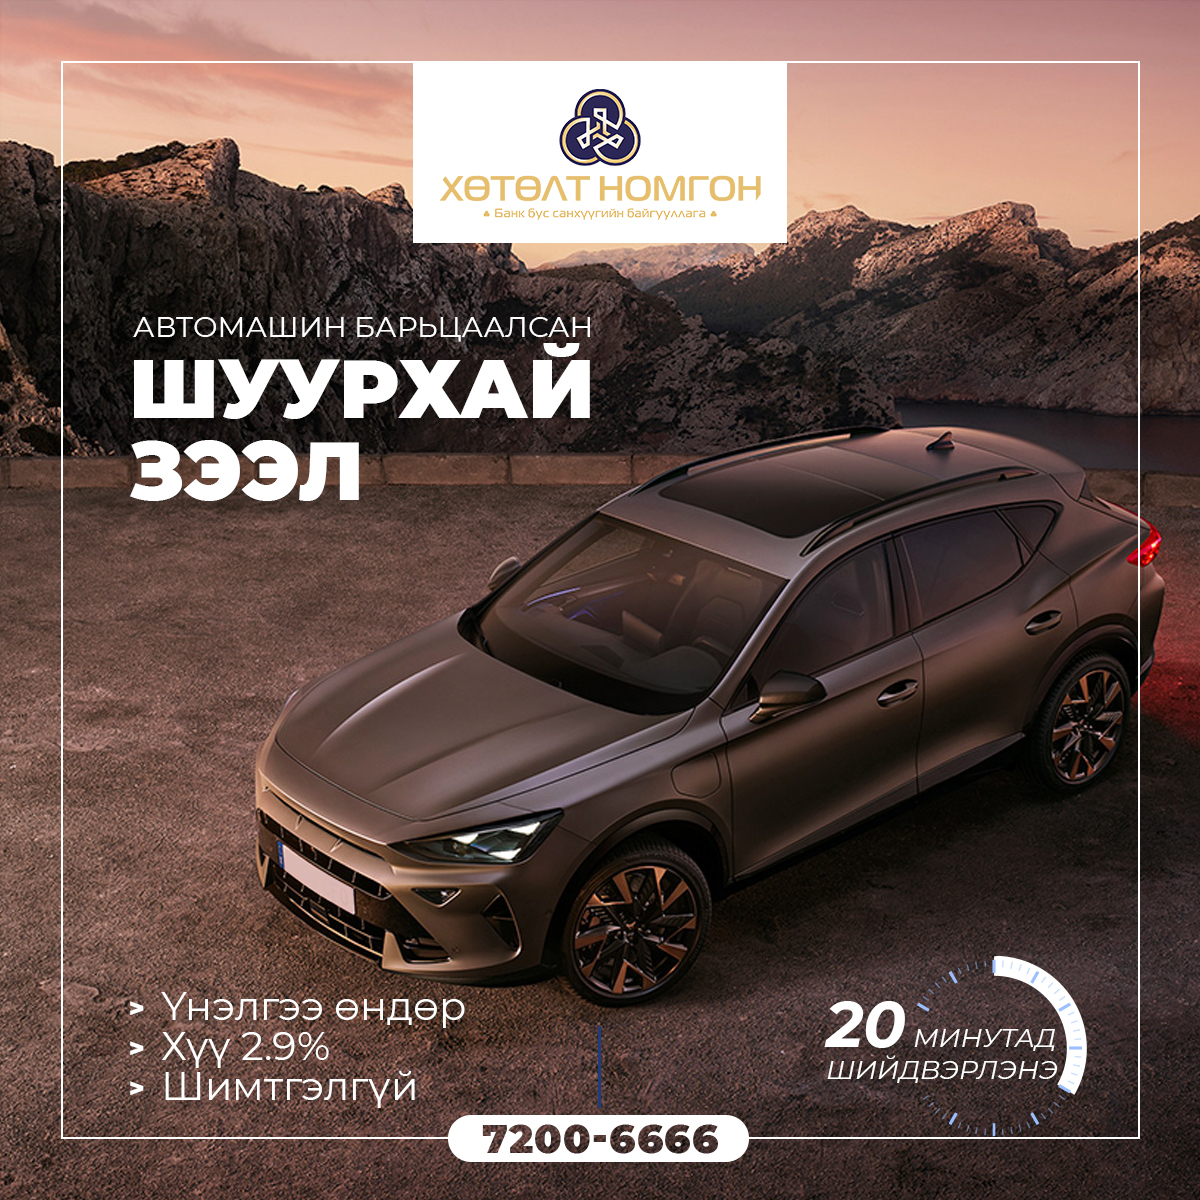 ХӨТӨЛТ НОМГОН
Банк бус санхүүгийн байгууллага
АВТОМАШИН БАРЬЦААЛСАН
ШУУРХАЙ
ЗЭЭЛ
> Үнэлгээ өндөр
> Хүү 2.9%
> Шимтгэлгүй
20 МИНУТАД
ШИЙДВЭРЛЭНЭ
7200-6666